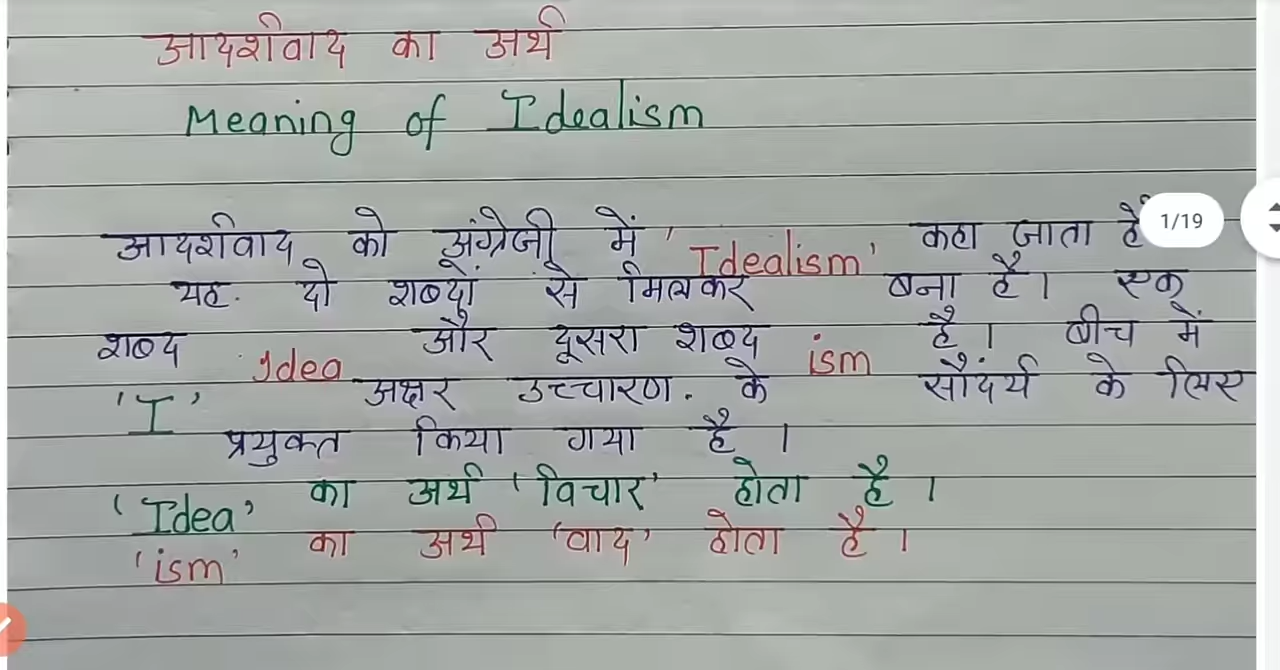 आदर्शवाद का अर्थ
Meaning of Idealism
आदर्शवाद को अंग्रेजी में 'Idealism' कहा जाता है
1/19
यह. दो शब्दों से मिलकर बना है। एक
शब्द Idea और दूसरा शब्द ism है। बीच में
'I' अक्षर उच्चारण. के सौंदर्य के लिए
प्रयुक्त किया गया है।
'Idea' का अर्थ 'विचार' होता है।
'ism' का अर्थ 'वाद' होता है।